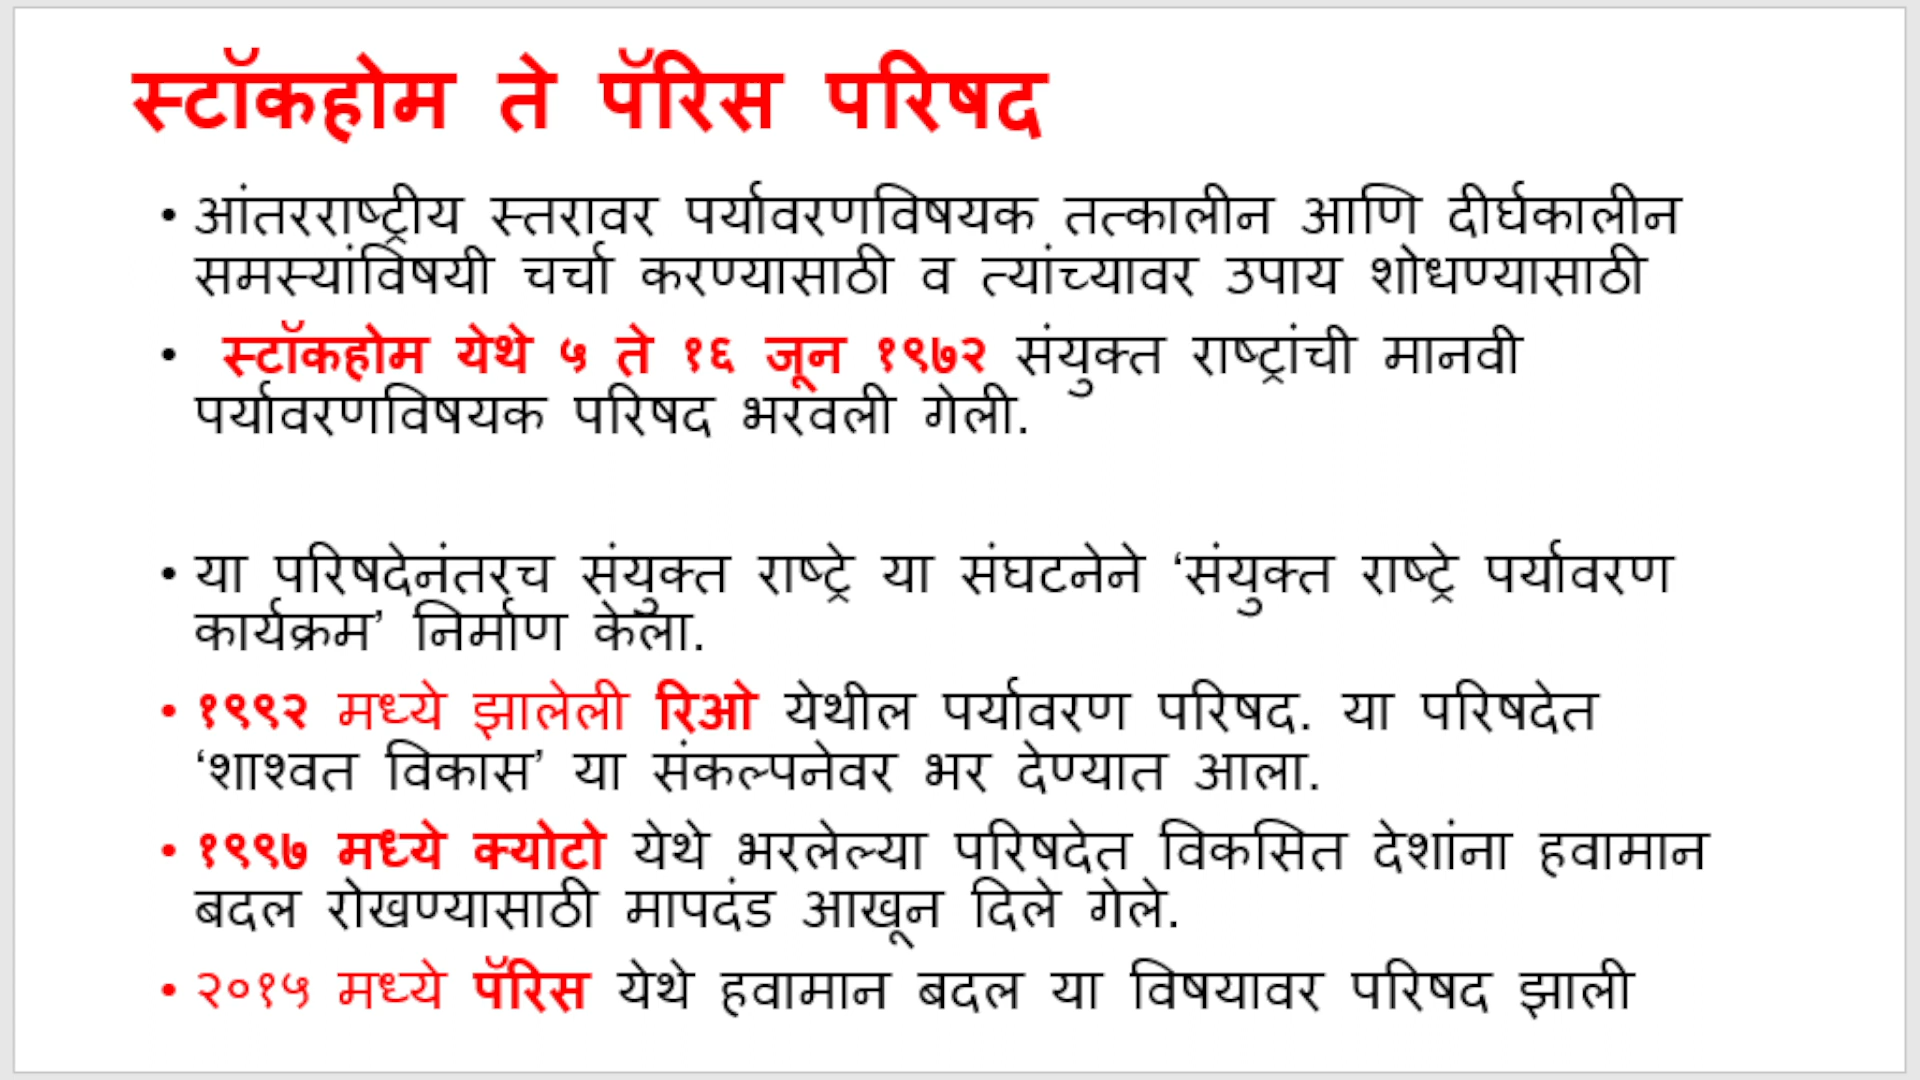 स्टॉकहोम ते पॅरिस परिषद
• आंतरराष्ट्रीय स्तरावर पर्यावरणविषयक तत्कालीन आणि दीर्घकालीन
समस्यांविषयी चर्चा करण्यासाठी व त्यांच्यावर उपाय शोधण्यासाठी
• स्टॉकहोम येथे ५ ते १६ जून १९७२ संयुक्त राष्ट्रांची मानवी
पर्यावरणविषयक परिषद भरवली गेली.
• या परिषदेनंतरच संयुक्त राष्ट्रे या संघटनेने ‘संयुक्त राष्ट्रे पर्यावरण
कार्यक्रम’ निर्माण केला.
• १९९२ मध्ये झालेली रिओ येथील पर्यावरण परिषद. या परिषदेत
‘शाश्वत विकास’ या संकल्पनेवर भर देण्यात आला.
• १९९७ मध्ये क्योटो येथे भरलेल्या परिषदेत विकसित देशांना हवामान
बदल रोखण्यासाठी मापदंड आखून दिले गेले.
• २०१५ मध्ये पॅरिस येथे हवामान बदल या विषयावर परिषद झाली